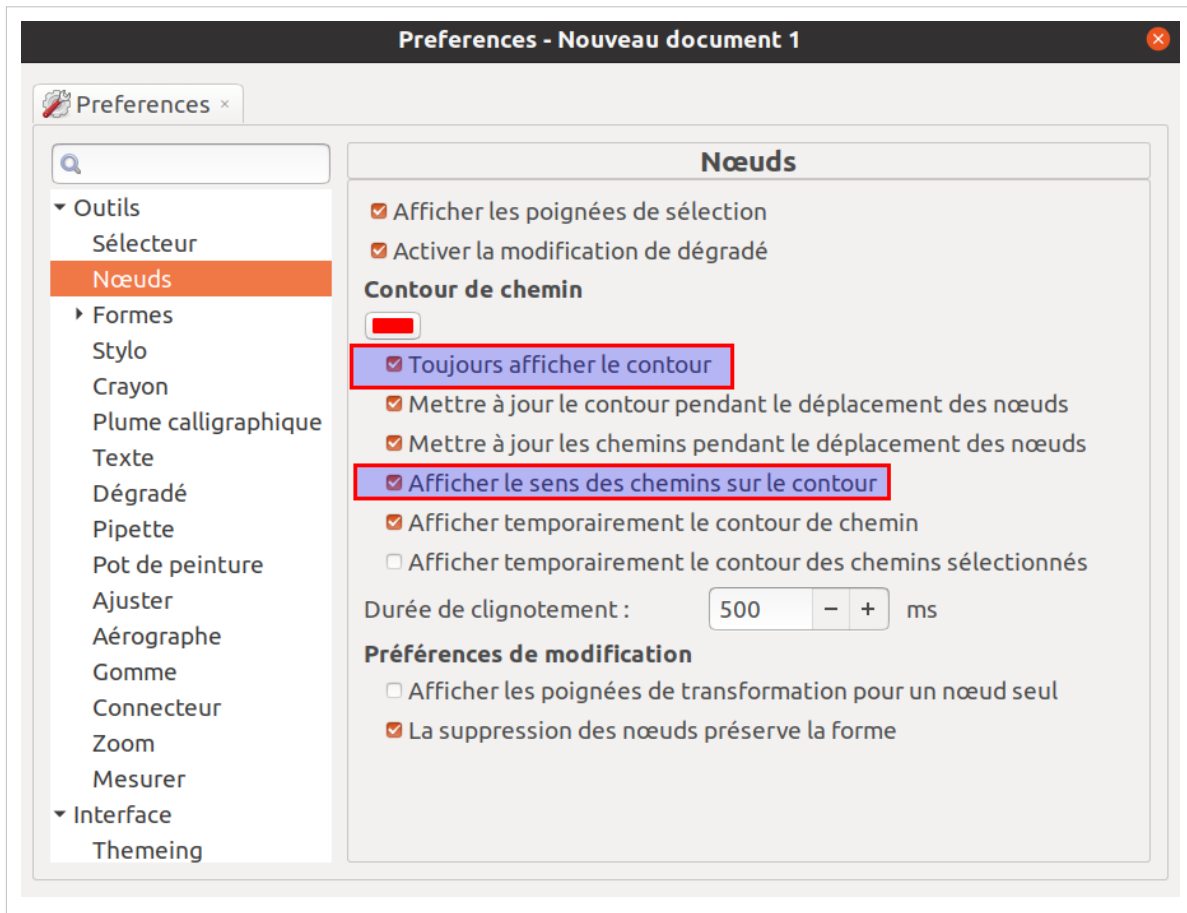 Preferences - Nouveau document 1
Preferences
Outils
Sélecteur
Nœuds
Formes
Stylo
Crayon
Plume calligraphique
Texte
Dégradé
Pipette
Pot de peinture
Ajuster
Aérographe
Gomme
Connecteur
Zoom
Mesurer
Interface
Themeing
Nœuds
Afficher les poignées de sélection
Activer la modification de dégradé
Contour de chemin
Toujours afficher le contour
Mettre à jour le contour pendant le déplacement des nœuds
Mettre à jour les chemins pendant le déplacement des nœuds
Afficher le sens des chemins sur le contour
Afficher temporairement le contour de chemin
Afficher temporairement le contour des chemins sélectionnés
Durée de clignotement : 500 − + ms
Préférences de modification
Afficher les poignées de transformation pour un nœud seul
La suppression des nœuds préserve la forme